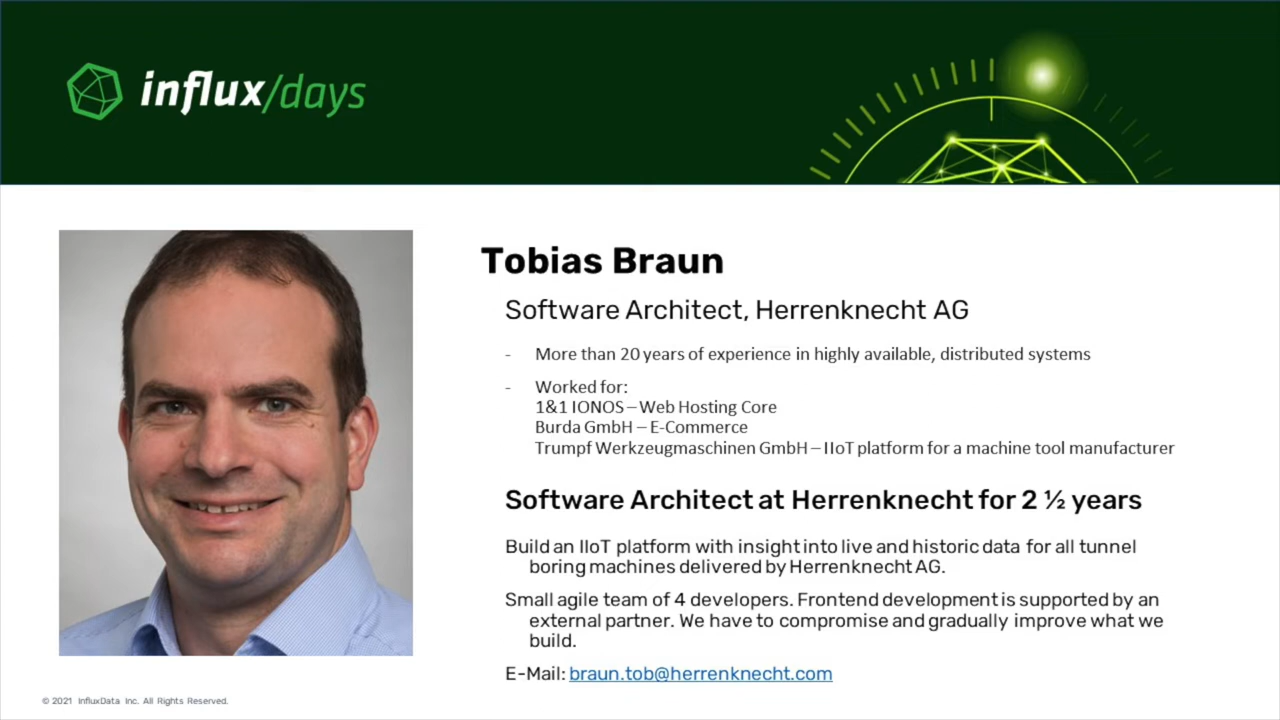 influx/days
Tobias Braun
Software Architect, Herrenknecht AG
- More than 20 years of experience in highly available, distributed systems
- Worked for:
1&1 IONOS – Web Hosting Core
Burda GmbH – E-Commerce
Trumpf Werkzeugmaschinen GmbH – IIoT platform for a machine tool manufacturer
Software Architect at Herrenknecht for 2 ½ years
Build an IIoT platform with insight into live and historic data for all tunnel
boring machines delivered by Herrenknecht AG.
Small agile team of 4 developers. Frontend development is supported by an
external partner. We have to compromise and gradually improve what we
build.
E-Mail: braun.tob@herrenknecht.com
© 2021 InfluxData Inc. All Rights Reserved.